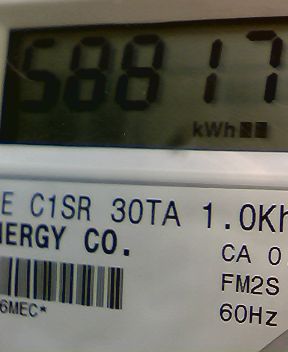 58817
kWh
E C1SR 30TA 1.0Kh
NERGY CO.
CA 0
FM2S
60Hz
6MEC*